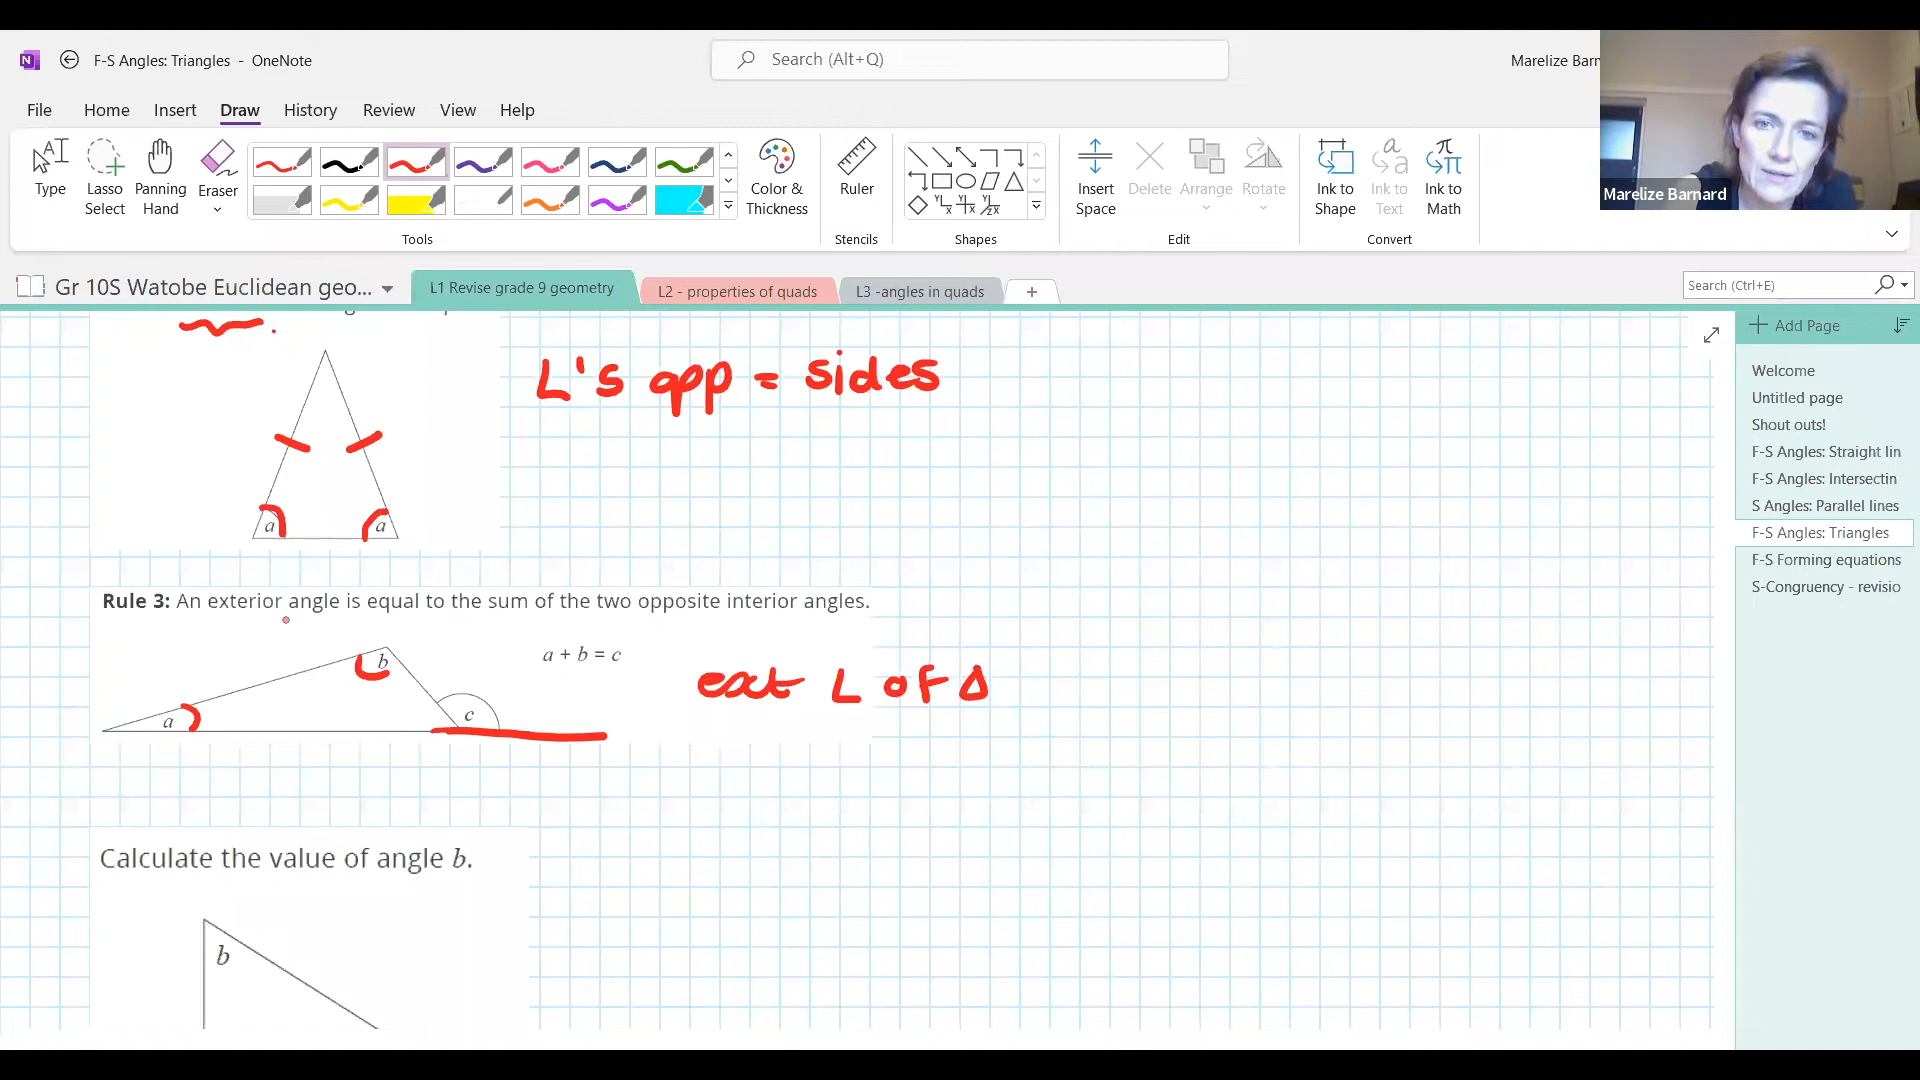 F-S Angles: Triangles - OneNote
Search (Alt+Q)
Marelize Barn
File Home Insert Draw History Review View Help
Type
Lasso Select
Panning Hand
Eraser
Color & Thickness
Ruler
Insert Space
Delete
Arrange
Rotate
Ink to Shape
Ink to Text
Ink to Math
Marelize Barnard
Tools
Stencils
Shapes
Edit
Convert
Gr 10S Watobe Euclidean geo...
L1 Revise grade 9 geometry
L2 - properties of quads
L3 -angles in quads
Search (Ctrl+E)
Add Page
Welcome
Untitled page
Shout outs!
F-S Angles: Straight lin
F-S Angles: Intersectin
S Angles: Parallel lines
F-S Angles: Triangles
F-S Forming equations
S-Congruency - revisio
L's opp = sides
a a
Rule 3: An exterior angle is equal to the sum of the two opposite interior angles.
a + b = c
b
a
c
ext L of Δ
Calculate the value of angle b.
b